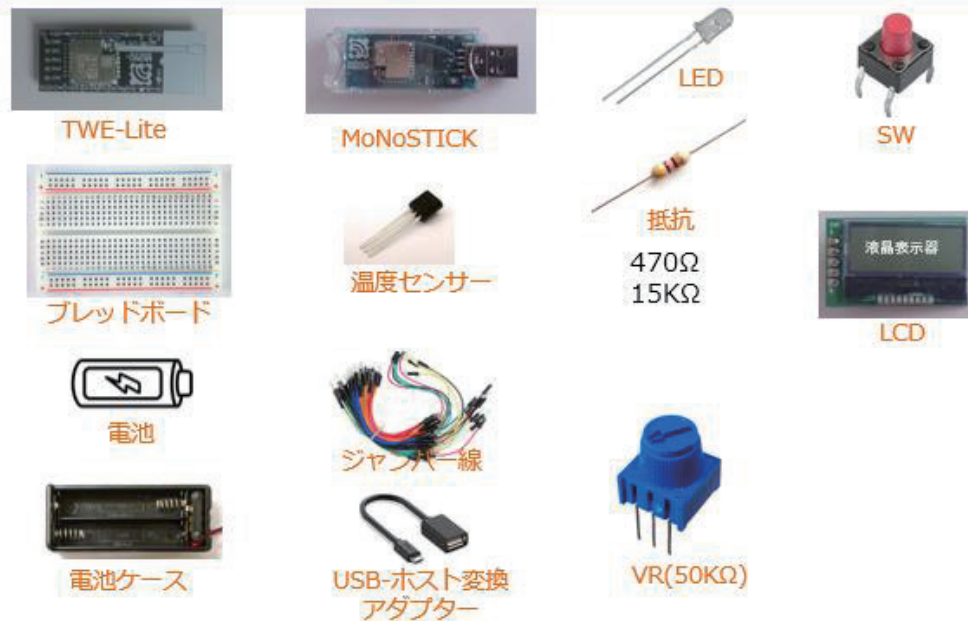 TWE-Lite
MoNoSTICK
LED
SW
ブレッドボード
温度センサー
抵抗
470Ω
15KΩ
液晶表示器
LCD
電池
ジャンパー線
電池ケース
USB-ホスト変換
アダプター
VR(50KΩ)